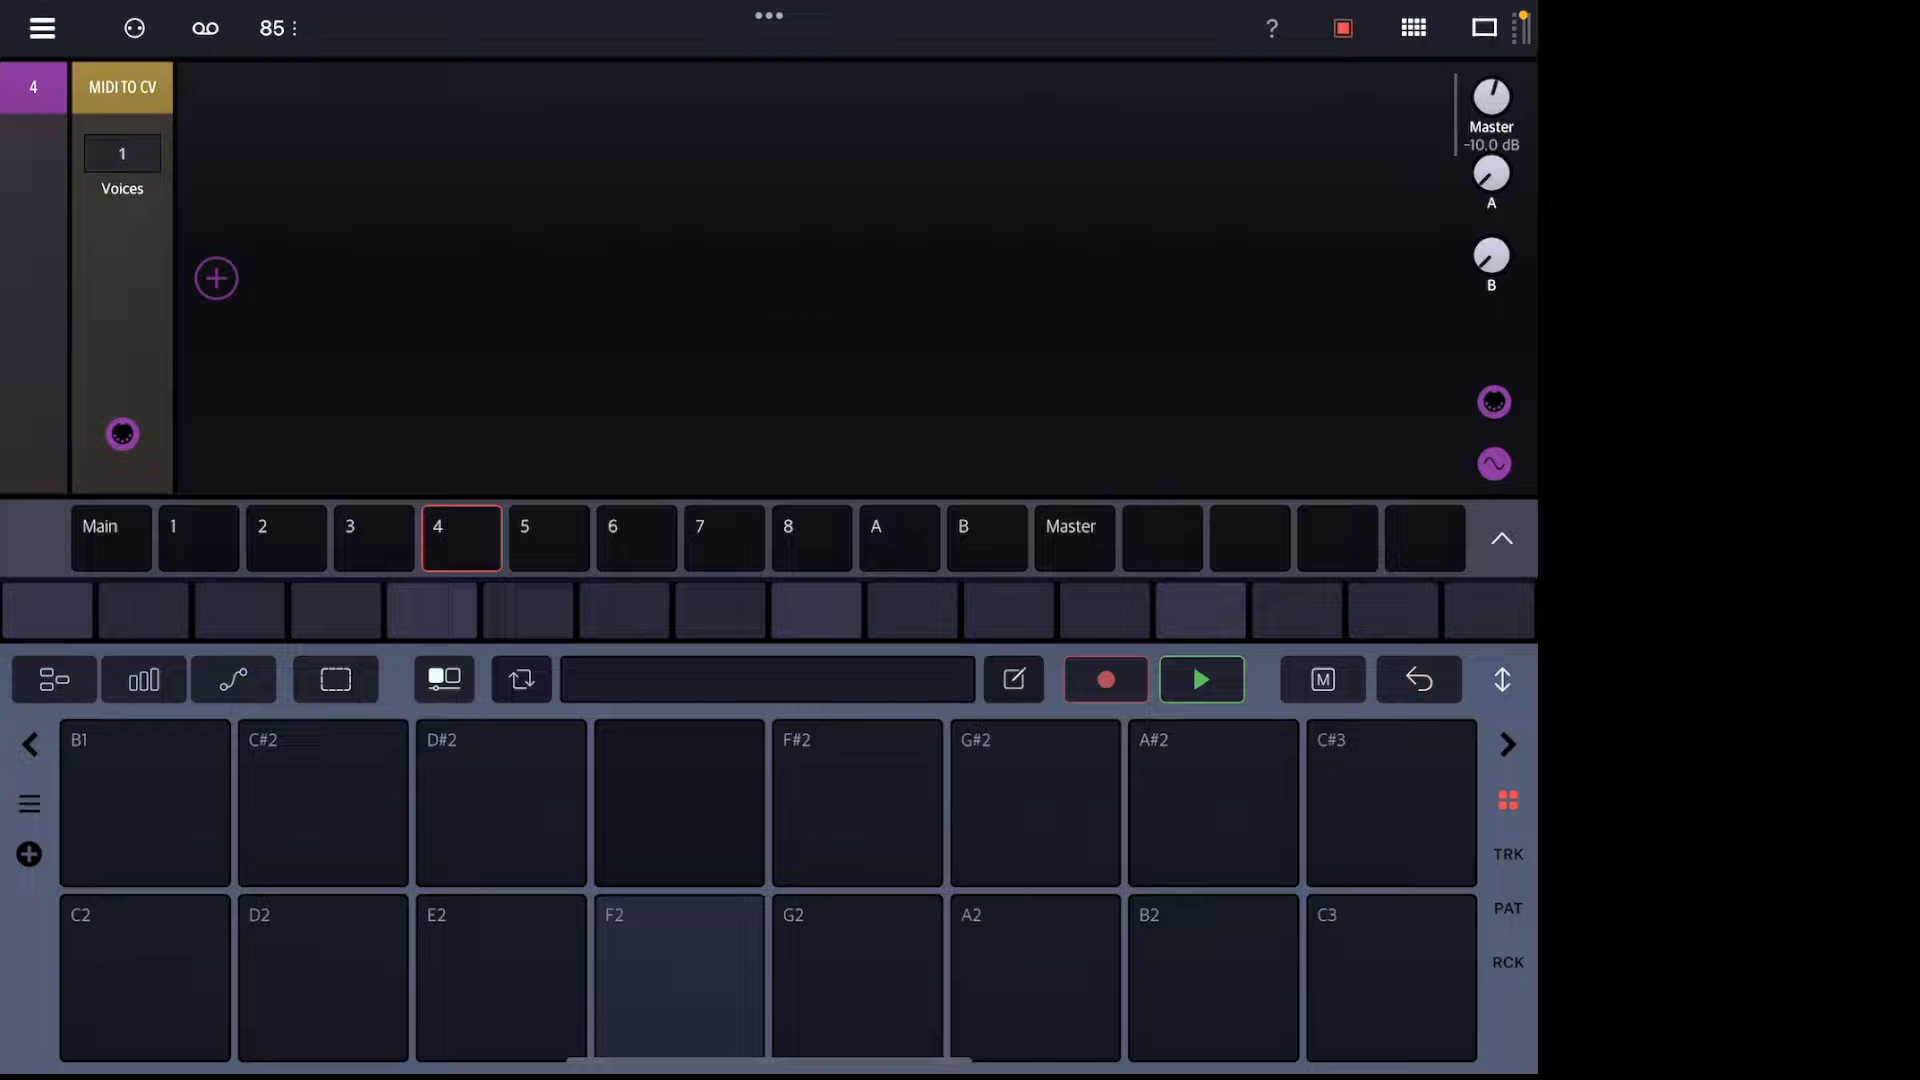 85
?
4
MIDI TO CV
1
Voices
Master
-10.0 dB
A
B
Main
1
2
3
4
5
6
7
8
A
B
Master
M
B1
C#2
D#2
F#2
G#2
A#2
C#3
TRK
C2
D2
E2
F2
G2
A2
B2
C3
PAT
RCK